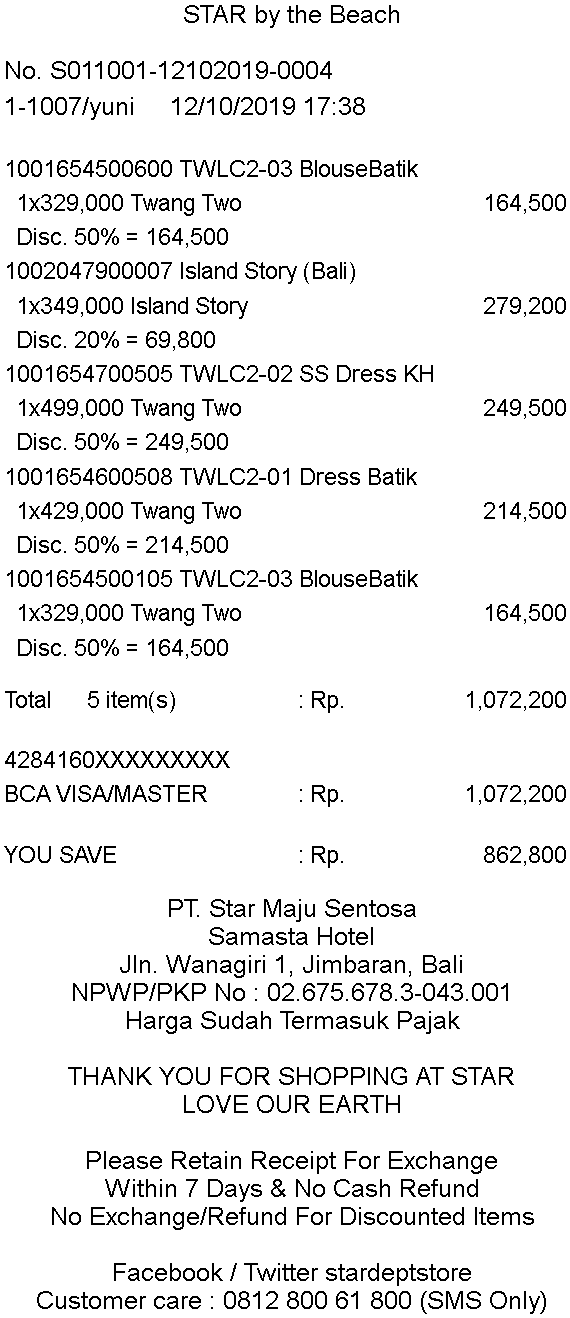 STAR by the Beach
No. S011001-12102019-0004
1-1007/yuni 12/10/2019 17:38
1001654500600 TWLC2-03 BlouseBatik
1x329,000 Twang Two 164,500
Disc. 50% = 164,500
1002047900007 Island Story (Bali)
1x349,000 Island Story 279,200
Disc. 20% = 69,800
1001654700505 TWLC2-02 SS Dress KH
1x499,000 Twang Two 249,500
Disc. 50% = 249,500
1001654600508 TWLC2-01 Dress Batik
1x429,000 Twang Two 214,500
Disc. 50% = 214,500
1001654500105 TWLC2-03 BlouseBatik
1x329,000 Twang Two 164,500
Disc. 50% = 164,500
Total 5 item(s) : Rp. 1,072,200
4284160XXXXXXXXX
BCA VISA/MASTER : Rp. 1,072,200
YOU SAVE : Rp. 862,800
PT. Star Maju Sentosa
Samasta Hotel
Jln. Wanagiri 1, Jimbaran, Bali
NPWP/PKP No : 02.675.678.3-043.001
Harga Sudah Termasuk Pajak
THANK YOU FOR SHOPPING AT STAR
LOVE OUR EARTH
Please Retain Receipt For Exchange
Within 7 Days & No Cash Refund
No Exchange/Refund For Discounted Items
Facebook / Twitter stardeptstore
Customer care : 0812 800 61 800 (SMS Only)